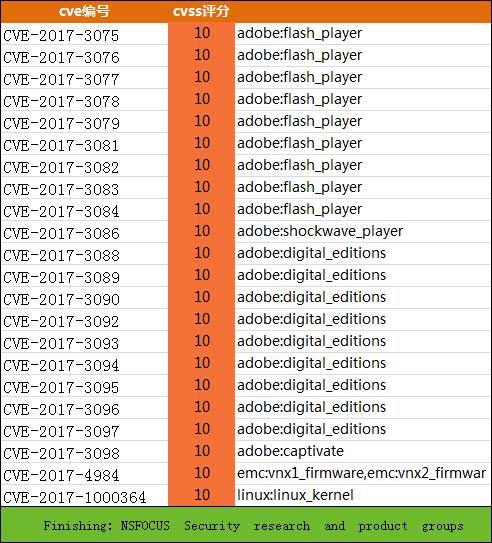 cve编号 cvss评分
CVE-2017-3075 10 adobe:flash_player
CVE-2017-3076 10 adobe:flash_player
CVE-2017-3077 10 adobe:flash_player
CVE-2017-3078 10 adobe:flash_player
CVE-2017-3079 10 adobe:flash_player
CVE-2017-3081 10 adobe:flash_player
CVE-2017-3082 10 adobe:flash_player
CVE-2017-3083 10 adobe:flash_player
CVE-2017-3084 10 adobe:flash_player
CVE-2017-3086 10 adobe:shockwave_player
CVE-2017-3088 10 adobe:digital_editions
CVE-2017-3089 10 adobe:digital_editions
CVE-2017-3090 10 adobe:digital_editions
CVE-2017-3092 10 adobe:digital_editions
CVE-2017-3093 10 adobe:digital_editions
CVE-2017-3094 10 adobe:digital_editions
CVE-2017-3095 10 adobe:digital_editions
CVE-2017-3096 10 adobe:digital_editions
CVE-2017-3097 10 adobe:digital_editions
CVE-2017-3098 10 adobe:captivate
CVE-2017-4984 10 emc:vnx1_firmware,emc:vnx2_firmwar
CVE-2017-1000364 10 linux:linux_kernel
Finishing: NSFOCUS Security research and product groups